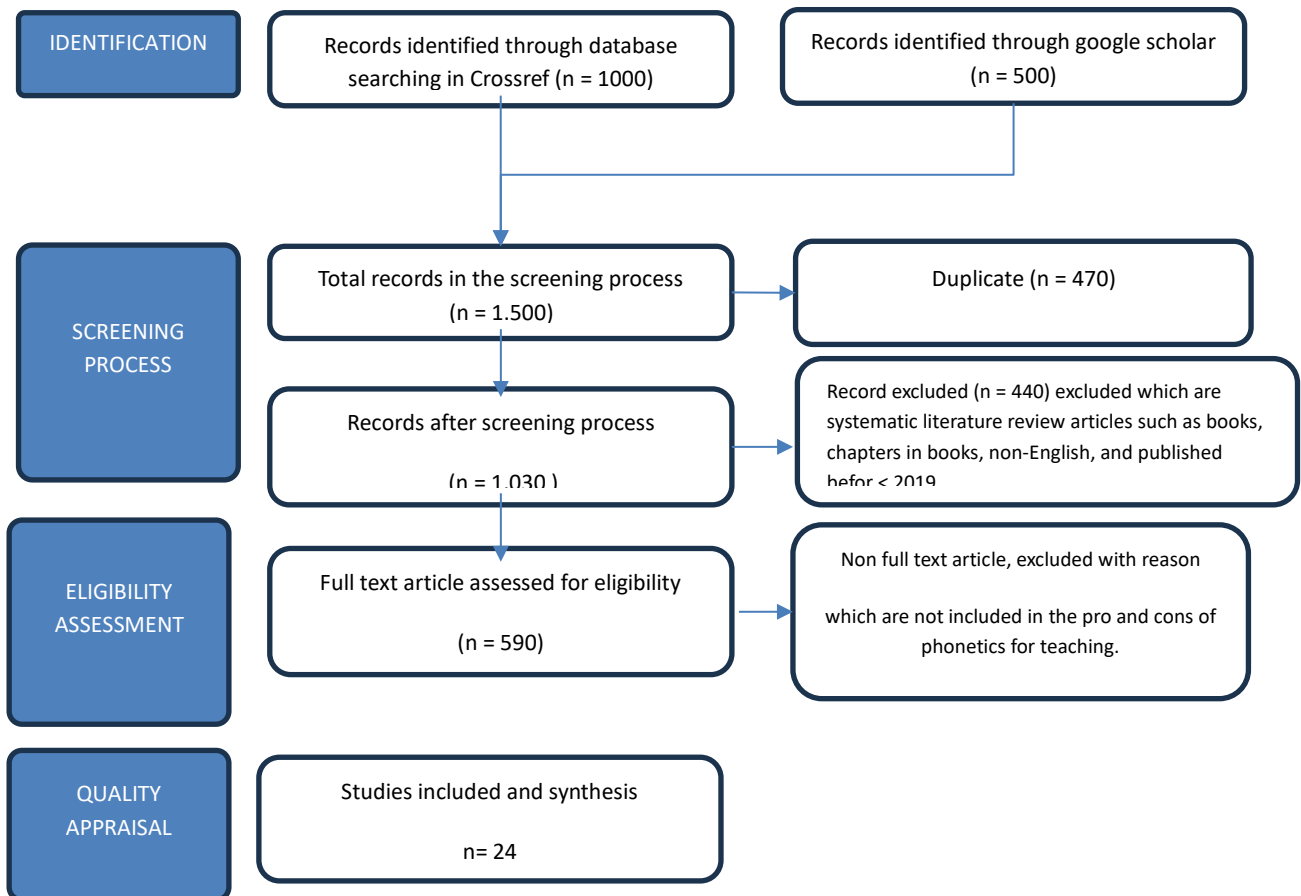 IDENTIFICATION
Records identified through database
searching in Crossref (n = 1000)
Records identified through google scholar
(n = 500)
SCREENING
PROCESS
Total records in the screening process
(n = 1.500)
Duplicate (n = 470)
Records after screening process
(n = 1.030 )
Record excluded (n = 440) excluded which are
systematic literature review articles such as books,
chapters in books, non-English, and published
befor < 2019
ELIGIBILITY
ASSESSMENT
Full text article assessed for eligibility
(n = 590)
Non full text article, excluded with reason
which are not included in the pro and cons of
phonetics for teaching.
QUALITY
APPRAISAL
Studies included and synthesis
n= 24